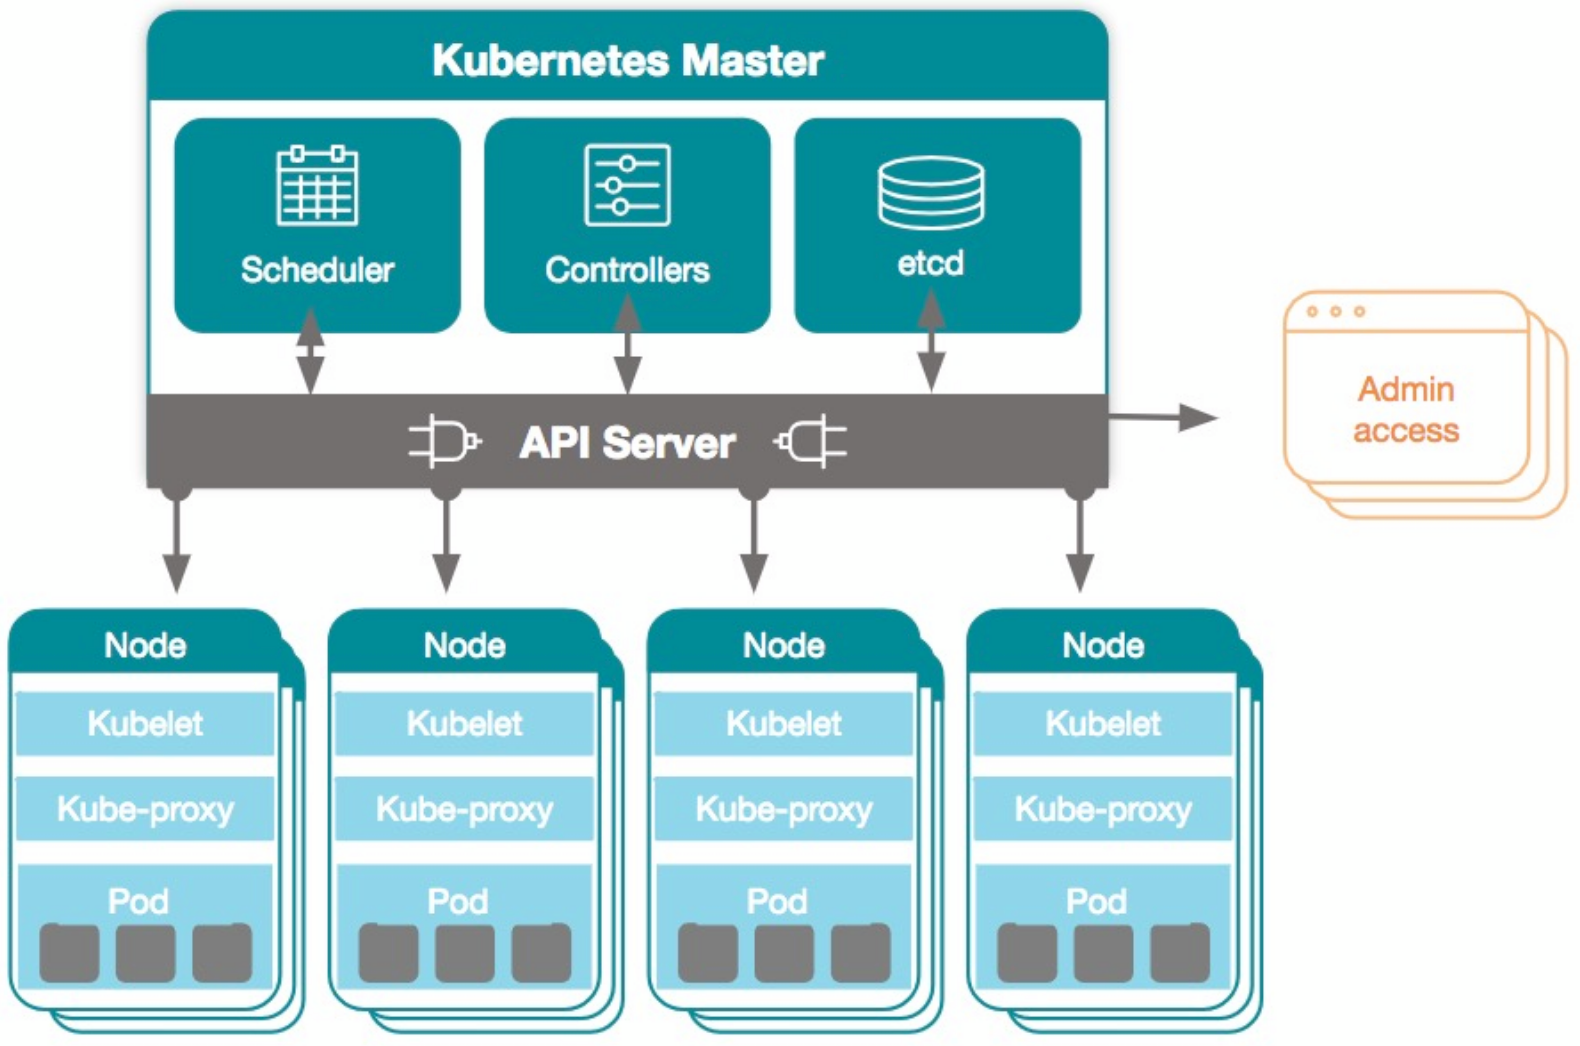 Kubernetes Master
Scheduler
Controllers
etcd
API Server
Admin
access
Node
Kubelet
Kube-proxy
Pod
Node
Kubelet
Kube-proxy
Pod
Node
Kubelet
Kube-proxy
Pod
Node
Kubelet
Kube-proxy
Pod